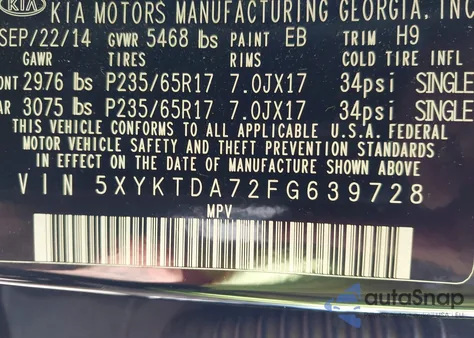 KIA KIA MOTORS MANUFACTURING GEORGIA, INC
SEP/22/14 GVWR 5468 lbs PAINT EB TRIM H9
GAWR TIRES RIMS COLD TIRE INFL
ONT 2976 lbs P235/65R17 7.0JX17 34psi SINGLE
AR 3075 lbs P235/65R17 7.0JX17 34psi SINGLE
THIS VEHICLE CONFORMS TO ALL APPLICABLE U.S.A. FEDERAL
MOTOR VEHICLE SAFETY AND THEFT PREVENTION STANDARDS
IN EFFECT ON THE DATE OF MANUFACTURE SHOWN ABOVE.
VIN 5XYKTDA72FG639728
MPV
autoSnap